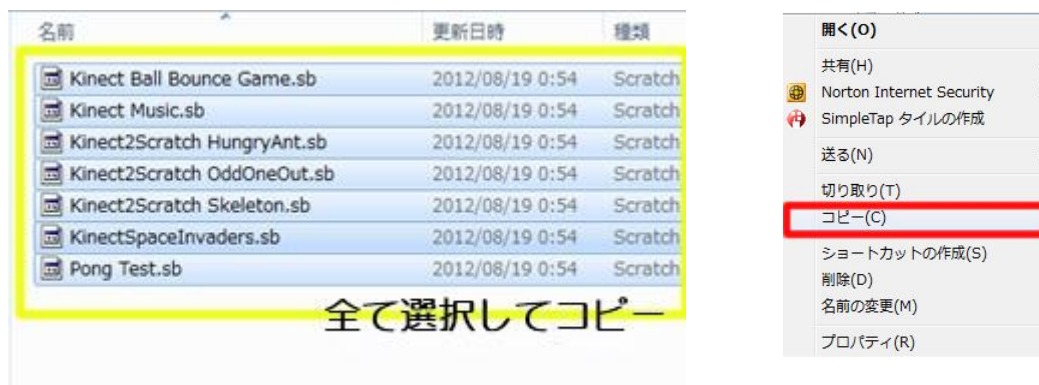 名前 更新日時 種類
Kinect Ball Bounce Game.sb 2012/08/19 0:54 Scratch
Kinect Music.sb 2012/08/19 0:54 Scratch
Kinect2Scratch HungryAnt.sb 2012/08/19 0:54 Scratch
Kinect2Scratch OddOneOut.sb 2012/08/19 0:54 Scratch
Kinect2Scratch Skeleton.sb 2012/08/19 0:54 Scratch
KinectSpaceInvaders.sb 2012/08/19 0:54 Scratch
Pong Test.sb 2012/08/19 0:54 Scratch
全て選択してコピー
開く(O)
共有(H)
Norton Internet Security
SimpleTap タイルの作成
送る(N)
切り取り(T)
コピー(C)
ショートカットの作成(S)
削除(D)
名前の変更(M)
プロパティ(R)